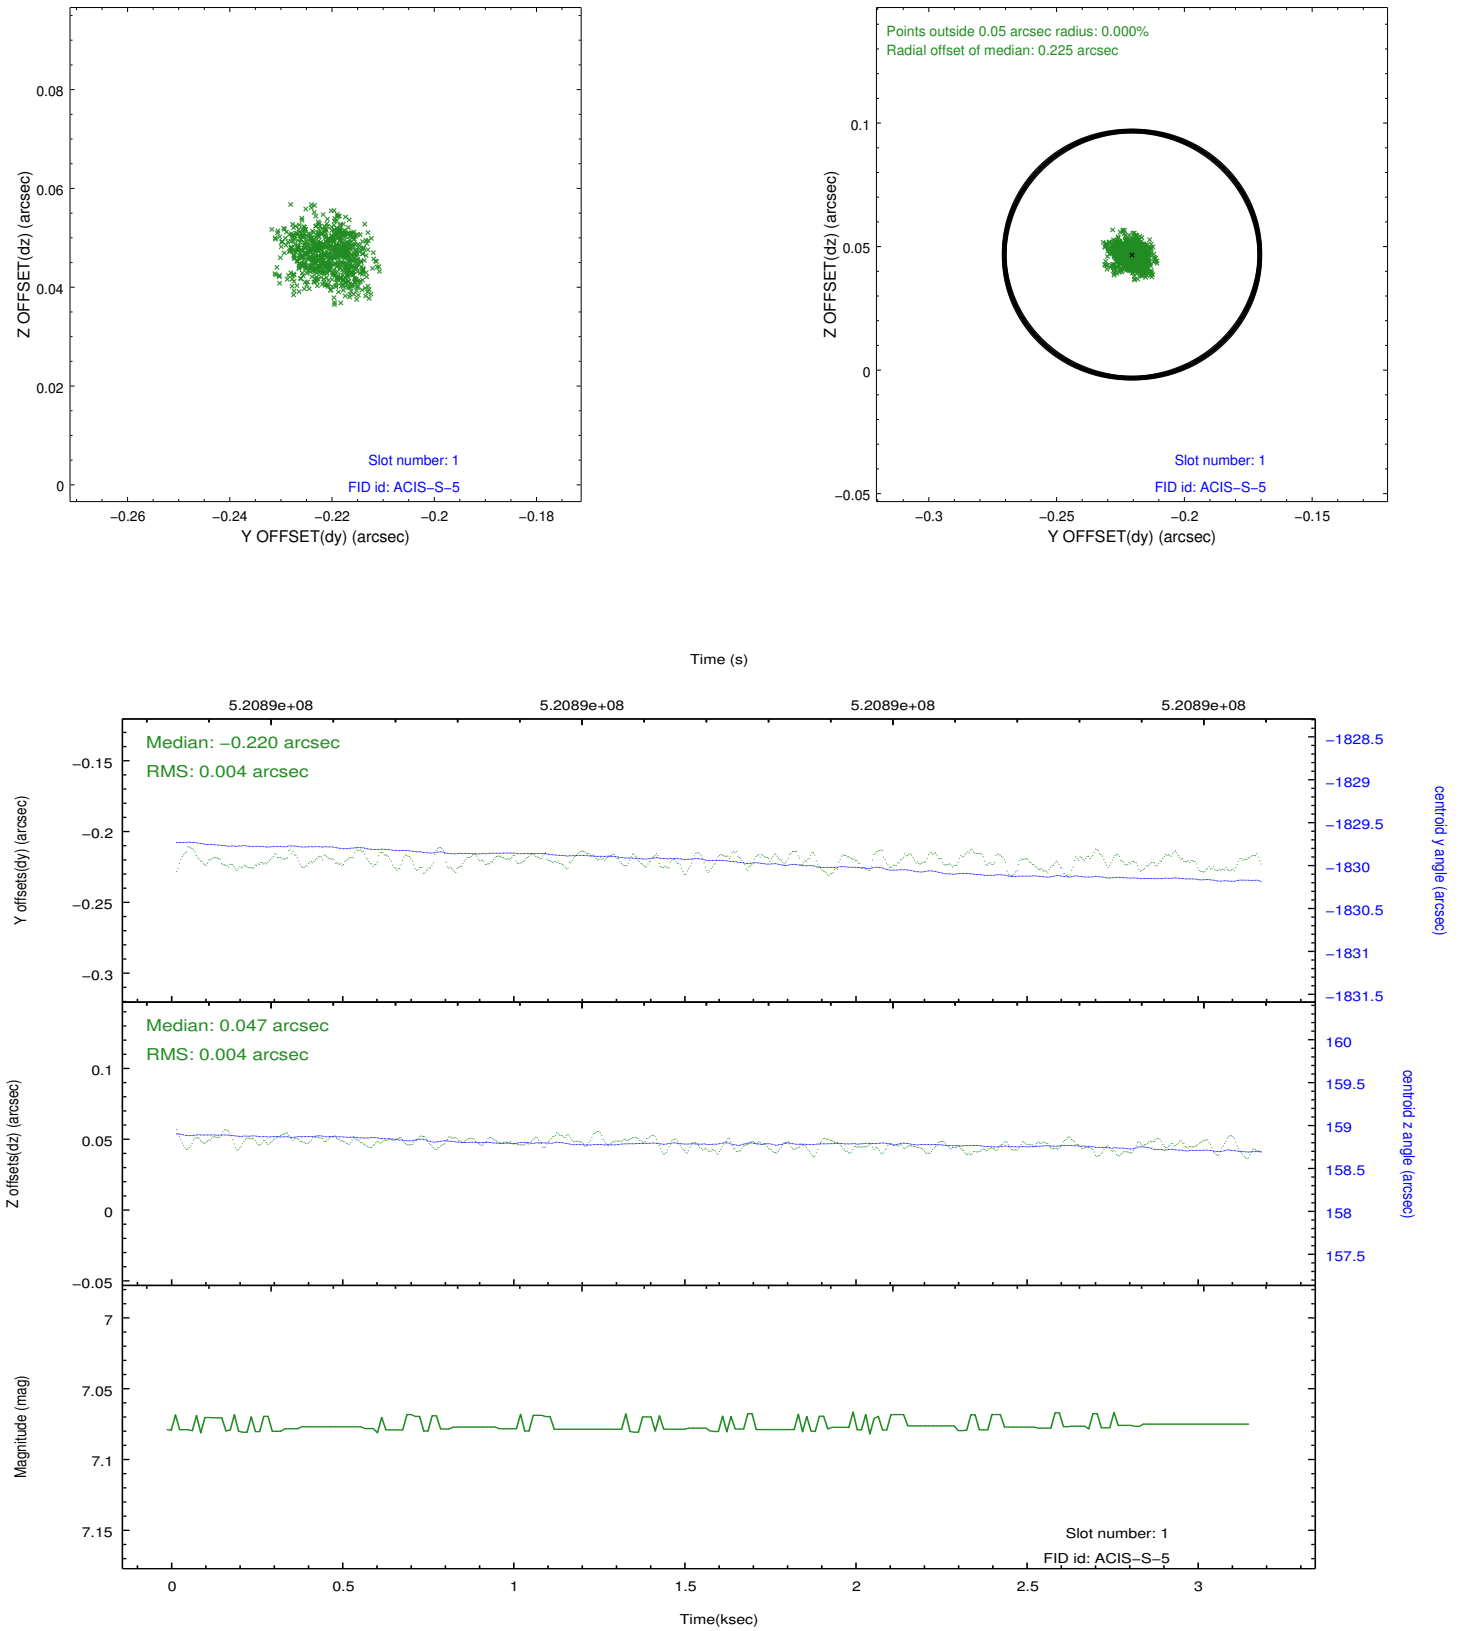 0.08
0.06
0.04
0.02
0
Z OFFSET(dz) (arcsec)
Slot number: 1
FID id: ACIS−S−5
−0.26
−0.24
−0.22
−0.2
−0.18
Y OFFSET(dy) (arcsec)
Points outside 0.05 arcsec radius: 0.000%
Radial offset of median: 0.225 arcsec
0.1
0.05
0
−0.05
Z OFFSET(dz) (arcsec)
Slot number: 1
FID id: ACIS−S−5
−0.3
−0.25
−0.2
−0.15
Y OFFSET(dy) (arcsec)
Time (s)
5.2089e+08
5.2089e+08
5.2089e+08
5.2089e+08
Median: −0.220 arcsec
RMS: 0.004 arcsec
−0.15
−0.2
−0.25
−0.3
Y offsets(dy) (arcsec)
−1828.5
−1829
−1829.5
−1830
−1830.5
−1831
−1831.5
centroid y angle (arcsec)
Median: 0.047 arcsec
RMS: 0.004 arcsec
0.1
0.05
0
−0.05
Z offsets(dz) (arcsec)
160
159.5
159
158.5
158
157.5
centroid z angle (arcsec)
7
7.05
7.1
7.15
Magnitude (mag)
Slot number: 1
FID id: ACIS−S−5
0
0.5
1
1.5
2
2.5
3
Time(ksec)